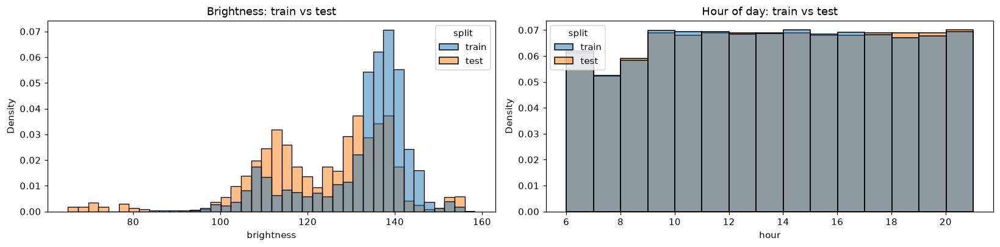 Brightness: train vs test
0.07
0.06
0.05
0.04
0.03
0.02
0.01
0.00
Density
split
train
test
80
100
120
140
160
brightness
Hour of day: train vs test
0.07
0.06
0.05
0.04
0.03
0.02
0.01
0.00
Density
split
train
test
6
8
10
12
14
16
18
20
hour